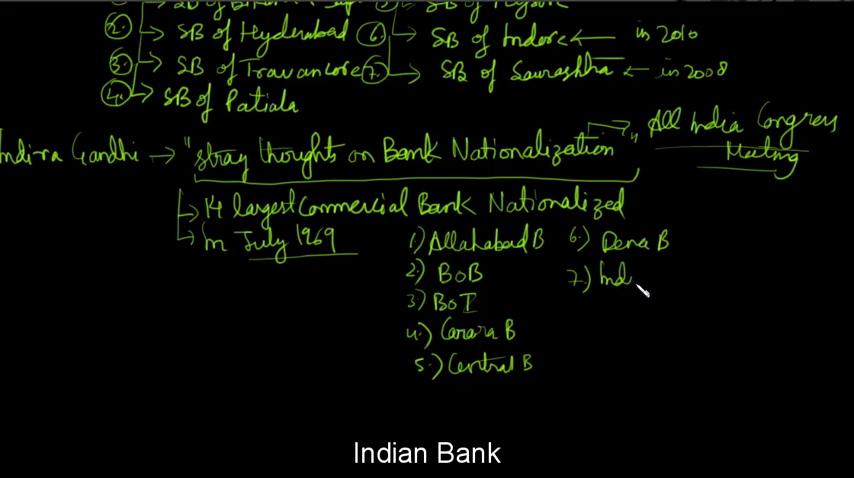 2.) → SB of Hyderabad 6.) → SB of Indore ← in 2010
3.) → SB of Travancore 7.) → SB of Saurashtra ← in 2008
4.) → SB of Patiala
Indira Gandhi → "stray thoughts on Bank Nationalization" → All India Congress
Meeting
→ 14 largest Commercial Bank Nationalized
→ in July 1969
1.) Allahabad B 6.) Dena B
2.) BOB 7.) Ind
3.) BOI
4.) Canara B
5.) Central B
Indian Bank